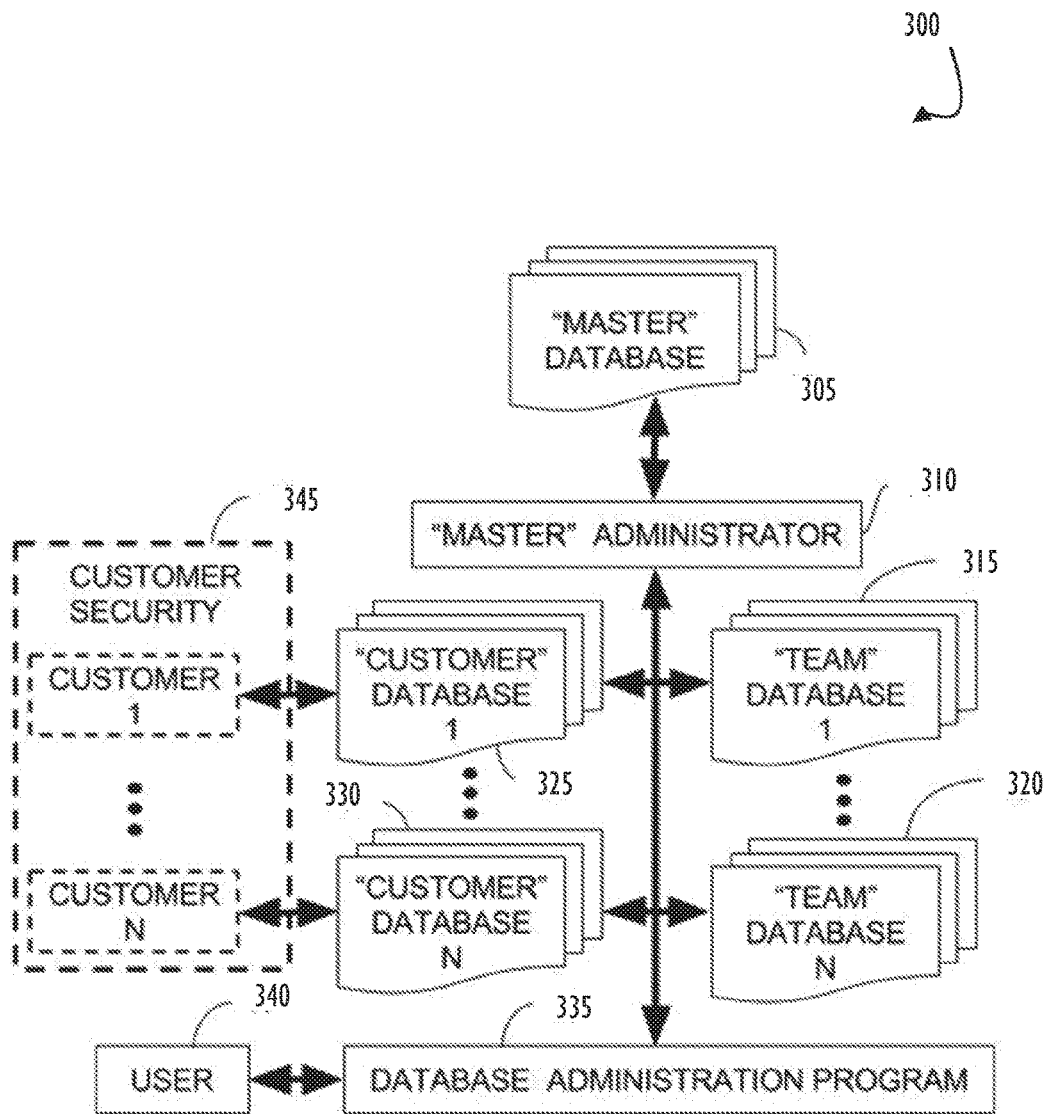 300
"MASTER"
DATABASE
305
310
"MASTER" ADMINISTRATOR
345
315
CUSTOMER
SECURITY
CUSTOMER
1
"CUSTOMER"
DATABASE
1
"TEAM"
DATABASE
1
325
330
320
CUSTOMER
N
"CUSTOMER"
DATABASE
N
"TEAM"
DATABASE
N
340
335
USER
DATABASE ADMINISTRATION PROGRAM